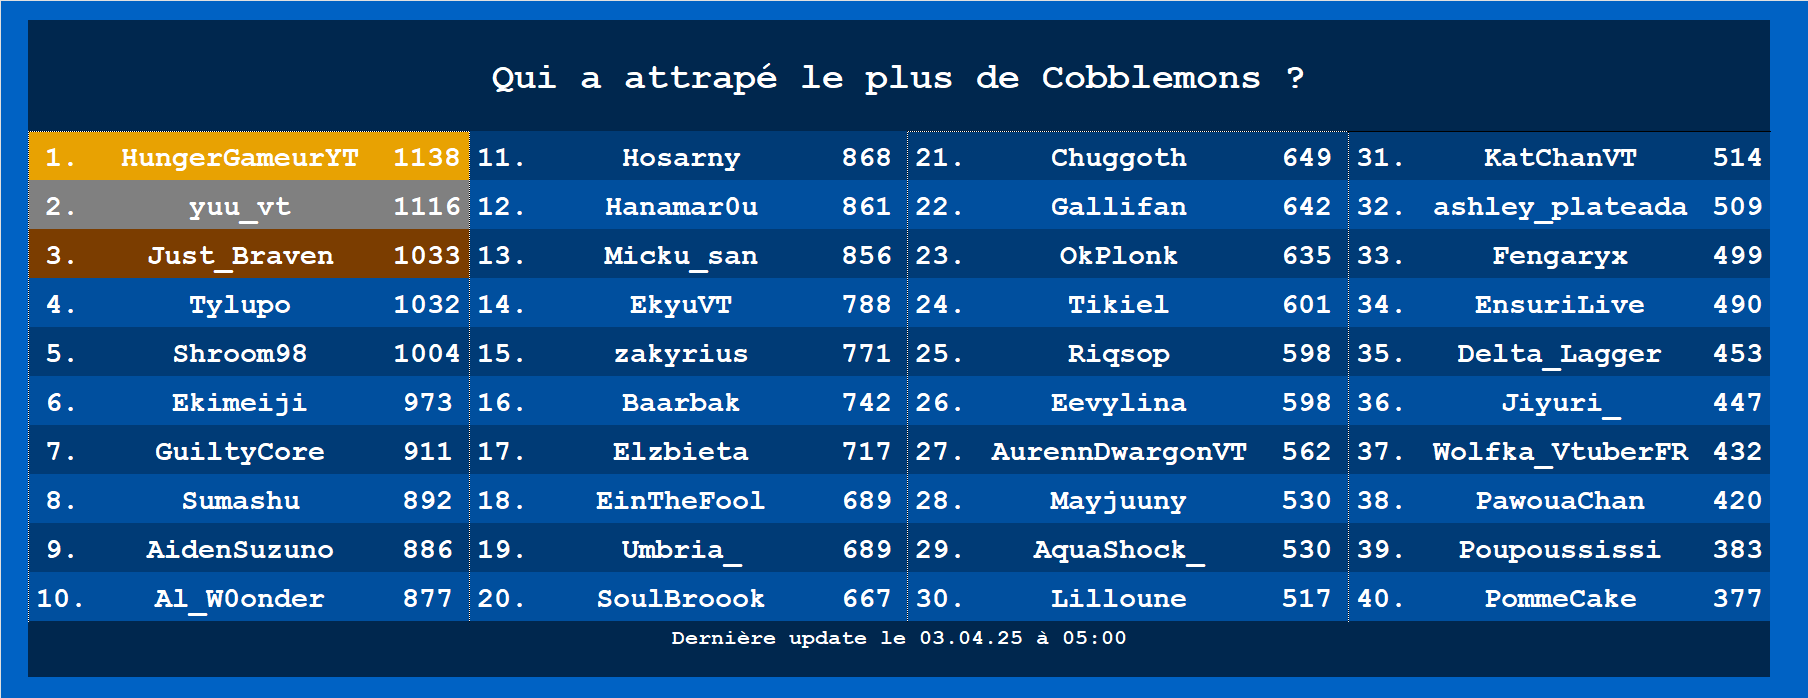 Qui a attrapé le plus de Cobblemons ?
1. HungerGameurYT 1138
2. yuu_vt 1116
3. Just_Braven 1033
4. Tylupo 1032
5. Shroom98 1004
6. Ekimeiji 973
7. GuiltyCore 911
8. Sumashu 892
9. AidenSuzuno 886
10. Al_W0onder 877
11. Hosarny 868
12. Hanamar0u 861
13. Micku_san 856
14. EkyuVT 788
15. zakyrius 771
16. Baarbak 742
17. Elzbieta 717
18. EinTheFool 689
19. Umbria_ 689
20. SoulBroook 667
21. Chuggoth 649
22. Gallifan 642
23. OkPlonk 635
24. Tikiel 601
25. Riqsop 598
26. Eevylina 598
27. AurennDwargonVT 562
28. Mayjuuny 530
29. AquaShock_ 530
30. Lilloune 517
31. KatChanVT 514
32. ashley_plateada 509
33. Fengaryx 499
34. EnsuriLive 490
35. Delta_Lagger 453
36. Jiyuri_ 447
37. Wolfka_VtuberFR 432
38. PawouaChan 420
39. Poupoussissi 383
40. PommeCake 377
Dernière update le 03.04.25 à 05:00